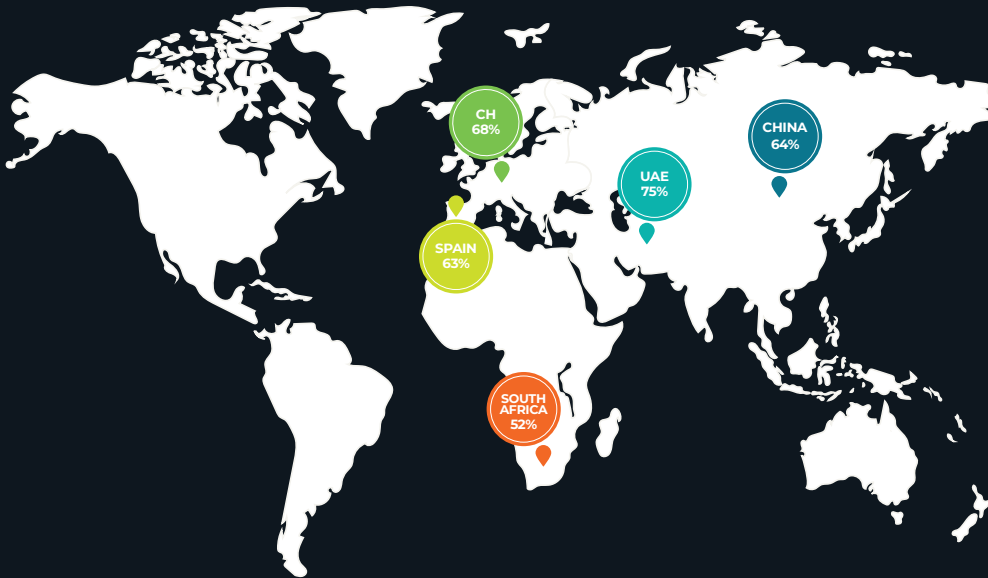 CH
68%
CHINA
64%
UAE
75%
SPAIN
63%
SOUTH
AFRICA
52%